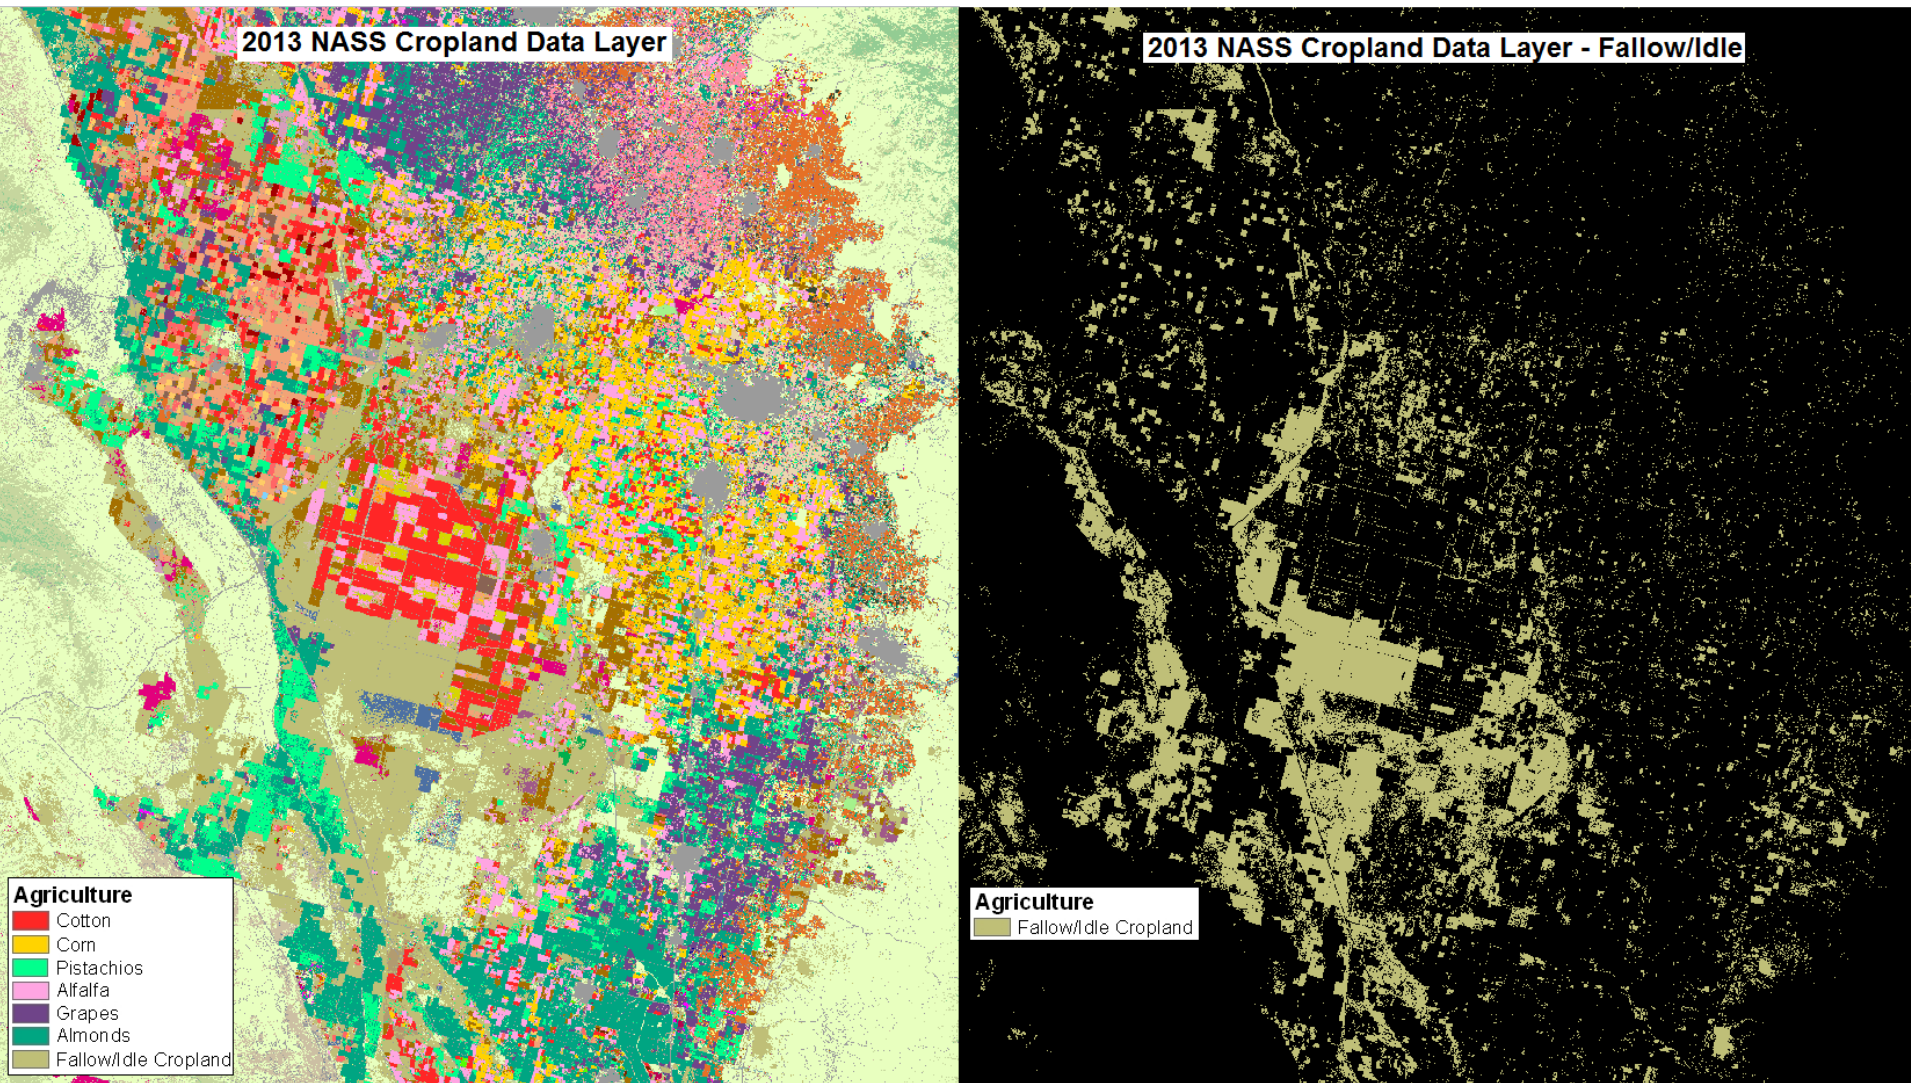 2013 NASS Cropland Data Layer
2013 NASS Cropland Data Layer - Fallow/Idle
Agriculture
Cotton
Corn
Pistachios
Alfalfa
Grapes
Almonds
Fallow/Idle Cropland
Agriculture
Fallow/Idle Cropland